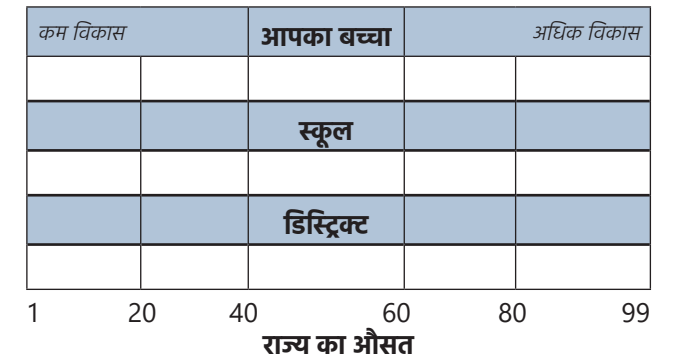 कम विकास आपका बच्चा अधिक विकास
स्कूल
डिस्ट्रिक्ट
1 20 40 60 80 99
राज्य का औसत